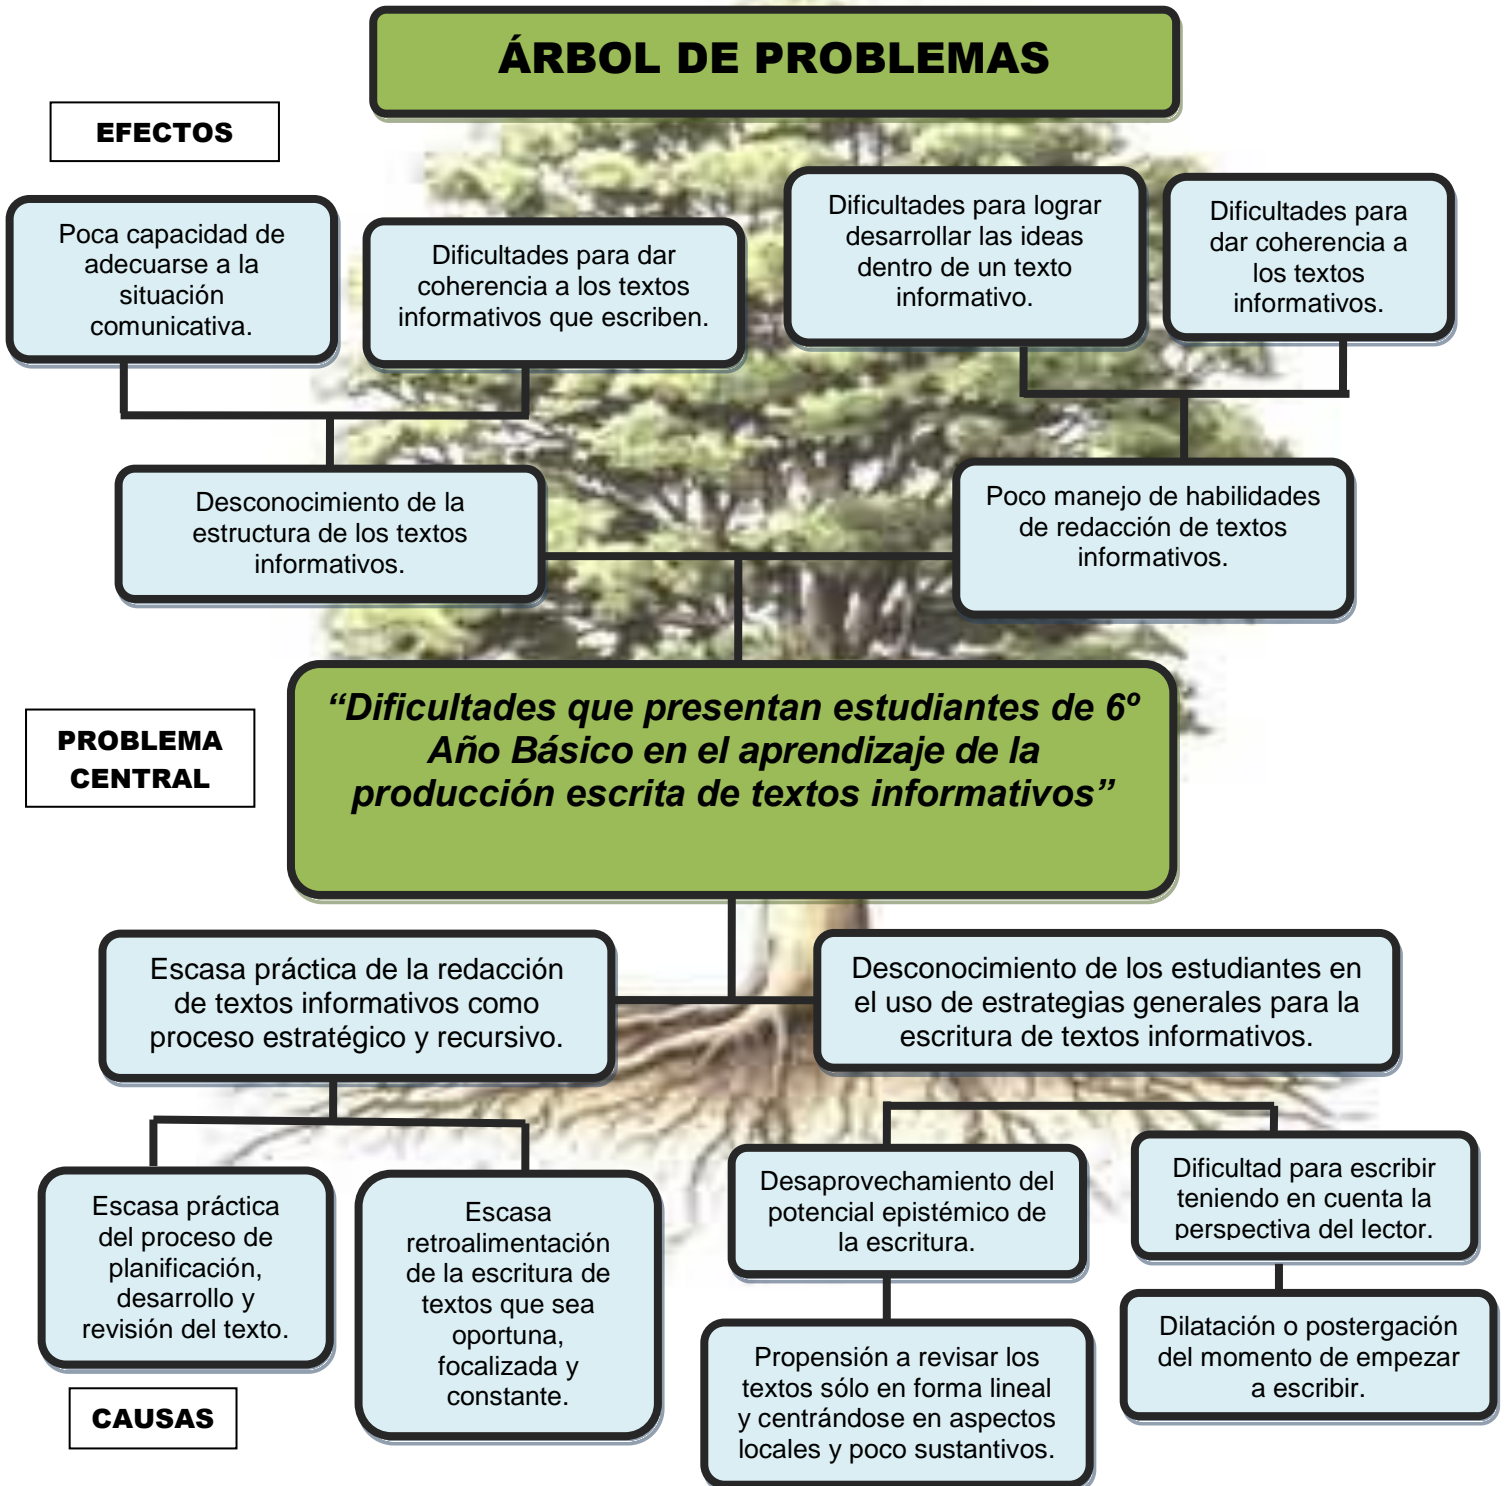 ÁRBOL DE PROBLEMAS
EFECTOS
Poca capacidad de
adecuarse a la
situación
comunicativa.
Dificultades para dar
coherencia a los textos
informativos que escriben.
Dificultades para lograr
desarrollar las ideas
dentro de un texto
informativo.
Dificultades para
dar coherencia a
los textos
informativos.
Desconocimiento de la
estructura de los textos
informativos.
Poco manejo de habilidades
de redacción de textos
informativos.
PROBLEMA
CENTRAL
“Dificultades que presentan estudiantes de 6º
Año Básico en el aprendizaje de la
producción escrita de textos informativos”
Escasa práctica de la redacción
de textos informativos como
proceso estratégico y recursivo.
Desconocimiento de los estudiantes en
el uso de estrategias generales para la
escritura de textos informativos.
Escasa práctica
del proceso de
planificación,
desarrollo y
revisión del texto.
Escasa
retroalimentación
de la escritura de
textos que sea
oportuna,
focalizada y
constante.
Desaprovechamiento del
potencial epistémico de
la escritura.
Dificultad para escribir
teniendo en cuenta la
perspectiva del lector.
Propensión a revisar los
textos sólo en forma lineal
y centrándose en aspectos
locales y poco sustantivos.
Dilatación o postergación
del momento de empezar
a escribir.
CAUSAS